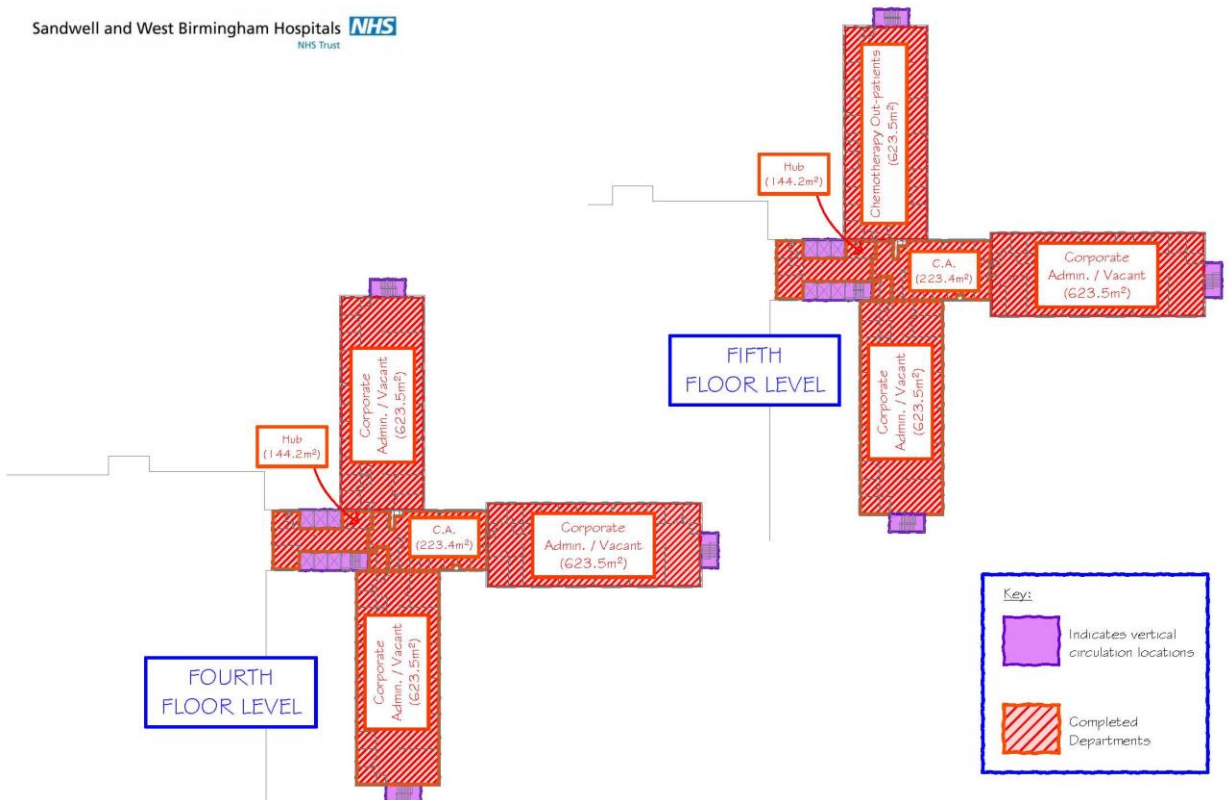 Sandwell and West Birmingham Hospitals NHS
NHS Trust
Chemotherapy Out-patients
(623.5m²)
Hub
(144.2m²)
C.A.
(223.4m²)
Corporate
Admin. / Vacant
(623.5m²)
FIFTH
FLOOR LEVEL
Corporate
Admin. / Vacant
(623.5m²)
Corporate
Admin. / Vacant
(623.5m²)
Hub
(144.2m²)
C.A.
(223.4m²)
Corporate
Admin. / Vacant
(623.5m²)
FOURTH
FLOOR LEVEL
Corporate
Admin. / Vacant
(623.5m²)
Key:
Indicates vertical
circulation locations
Completed
Departments